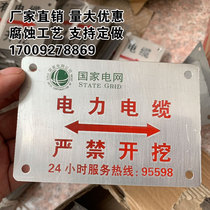 厂家直销 量大优惠
腐蚀工艺 支持定做
17009278869
国家电网
STATE GRID
电力电缆
严禁开挖
24小时服务热线：95598